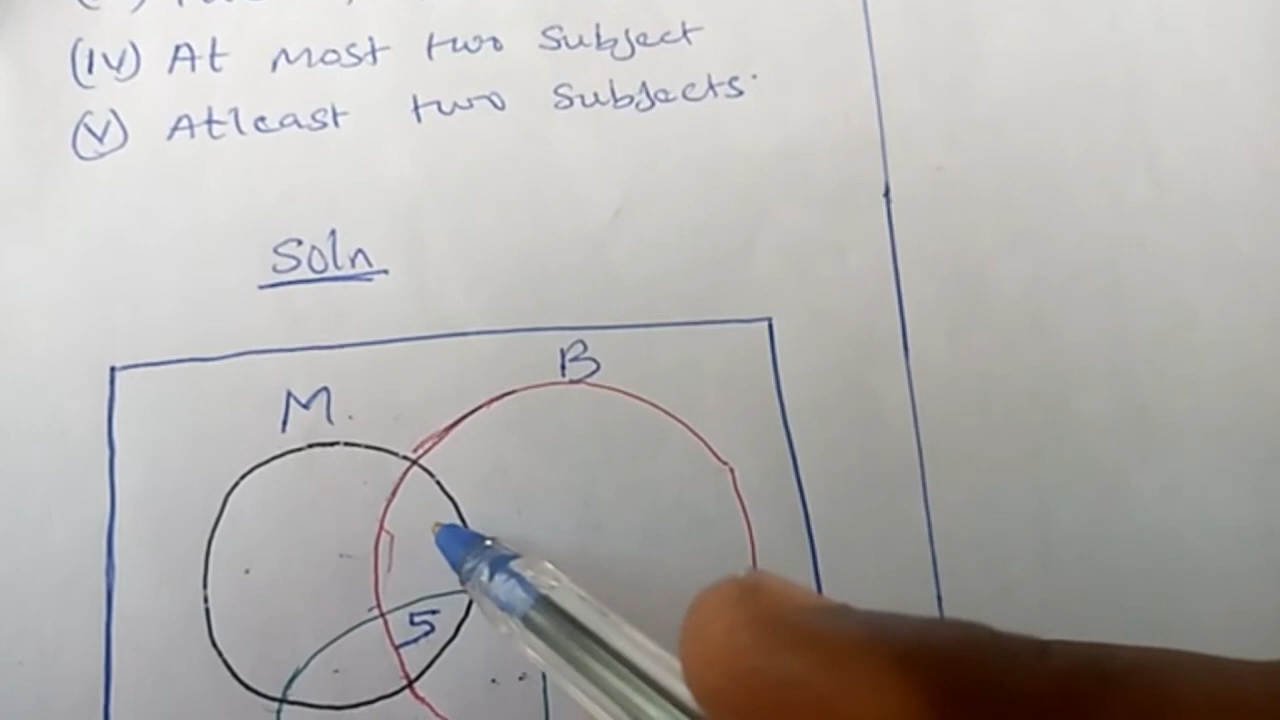 (IV) At most two subject
(V) Atleast two subjects.
Soln
B
M.
5